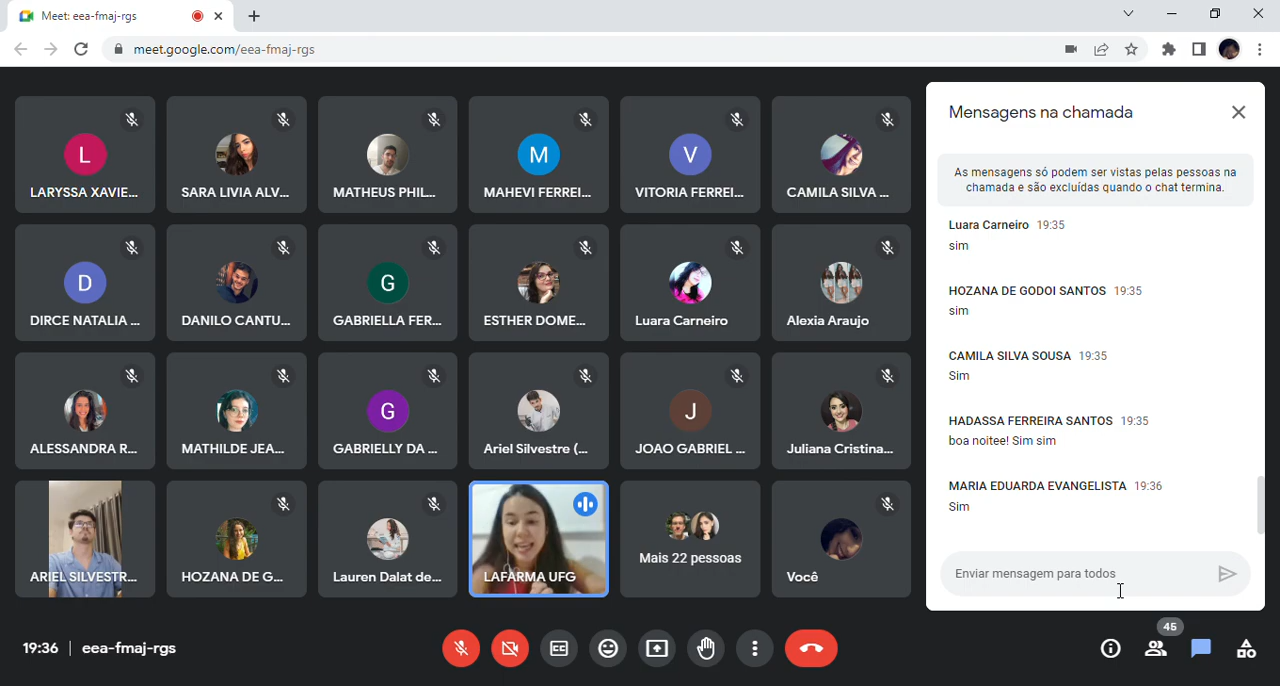 Meet: eea-fmaj-rgs
meet.google.com/eea-fmaj-rgs
L
LARYSSA XAVIE...
SARA LIVIA ALV...
MATHEUS PHIL...
M
MAHEVI FERREI...
V
VITORIA FERREI...
CAMILA SILVA ...
D
DIRCE NATALIA ...
DANILO CANTU...
G
GABRIELLA FER...
ESTHER DOME...
Luara Carneiro
Alexia Araujo
ALESSANDRA R...
MATHILDE JEA...
G
GABRIELLY DA ...
Ariel Silvestre (...
J
JOAO GABRIEL ...
Juliana Cristina...
ARIEL SILVESTR...
HOZANA DE G...
Lauren Dalat de...
LAFARMA UFG
Mais 22 pessoas
Você
Mensagens na chamada
As mensagens só podem ser vistas pelas pessoas na
chamada e são excluídas quando o chat termina.
Luara Carneiro 19:35
sim
HOZANA DE GODOI SANTOS 19:35
sim
CAMILA SILVA SOUSA 19:35
Sim
HADASSA FERREIRA SANTOS 19:35
boa noitee! Sim sim
MARIA EDUARDA EVANGELISTA 19:36
Sim
Enviar mensagem para todos
19:36 | eea-fmaj-rgs
45